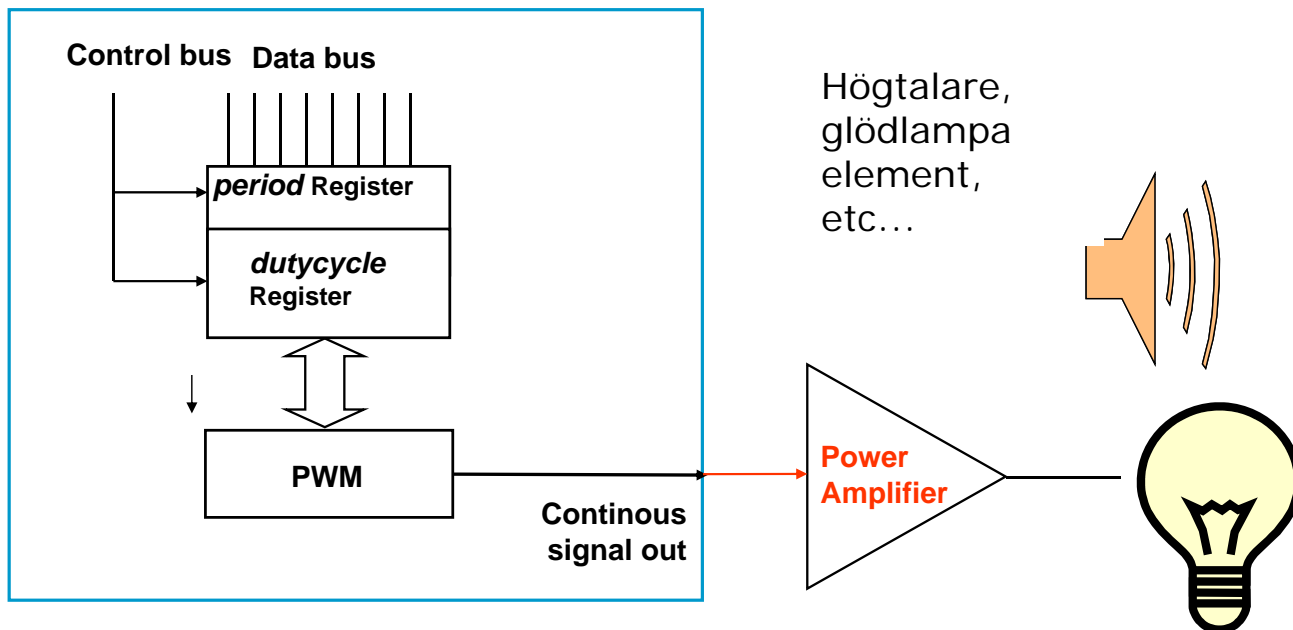 Control bus
Data bus
period Register
dutycycle
Register
PWM
Continous
signal out
Högtalare,
glödlampa
element,
etc...
Power
Amplifier